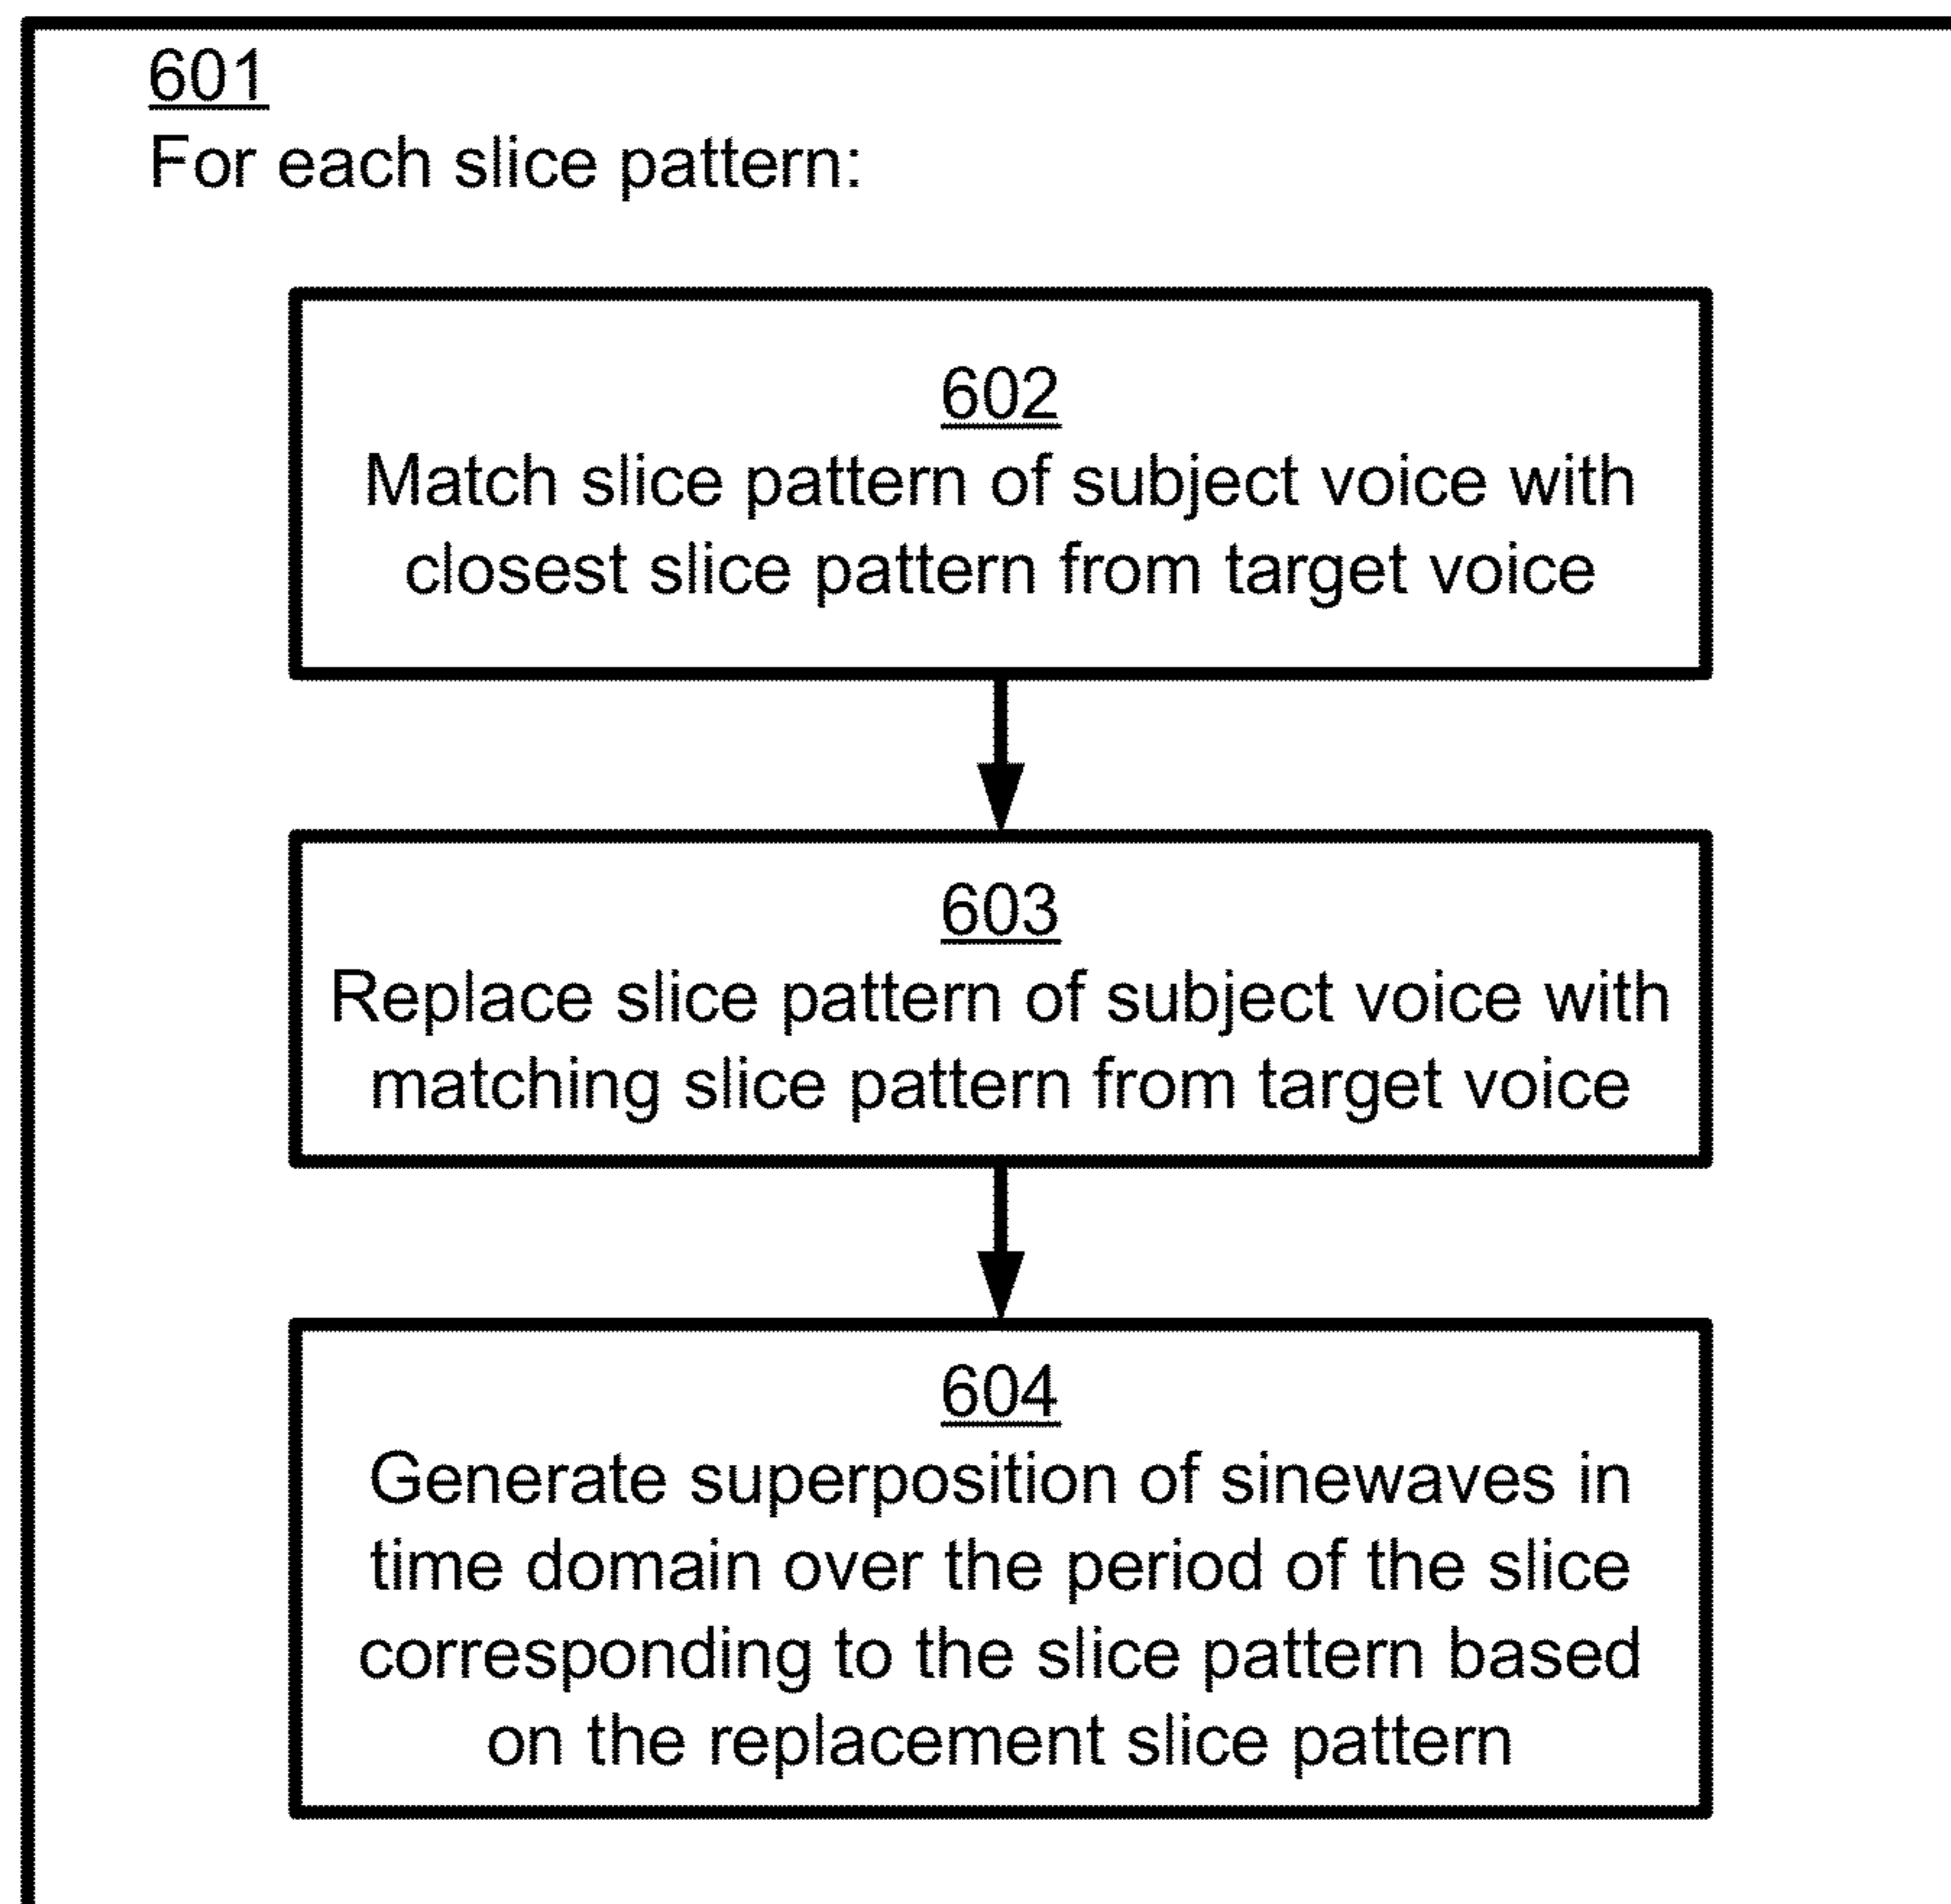 601
For each slice pattern:
602
Match slice pattern of subject voice with
closest slice pattern from target voice
603
Replace slice pattern of subject voice with
matching slice pattern from target voice
604
Generate superposition of sinewaves in
time domain over the period of the slice
corresponding to the slice pattern based
on the replacement slice pattern